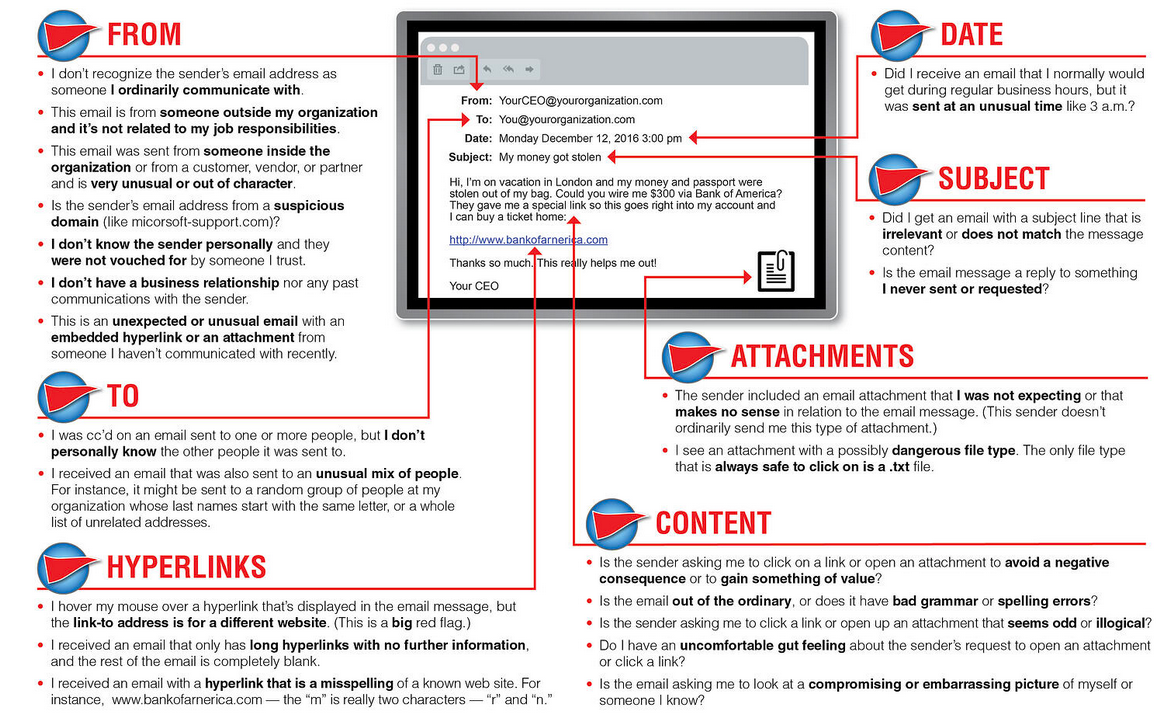 FROM
• I don't recognize the sender's email address as
someone I ordinarily communicate with.
• This email is from someone outside my organization
and it's not related to my job responsibilities.
• This email was sent from someone inside the
organization or from a customer, vendor, or partner
and is very unusual or out of character.
• Is the sender's email address from a suspicious
domain (like micorsoft-support.com)?
• I don't know the sender personally and they
were not vouched for by someone I trust.
• I don't have a business relationship nor any past
communications with the sender.
• This is an unexpected or unusual email with an
embedded hyperlink or an attachment from
someone I haven't communicated with recently.
TO
• I was cc'd on an email sent to one or more people, but I don't
personally know the other people it was sent to.
• I received an email that was also sent to an unusual mix of people.
For instance, it might be sent to a random group of people at my
organization whose last names start with the same letter, or a whole
list of unrelated addresses.
HYPERLINKS
• I hover my mouse over a hyperlink that's displayed in the email message, but
the link-to address is for a different website. (This is a big red flag.)
• I received an email that only has long hyperlinks with no further information,
and the rest of the email is completely blank.
• I received an email with a hyperlink that is a misspelling of a known web site. For
instance, www.bankofarnerica.com — the “m” is really two characters — “r” and “n.”
From: YourCEO@yourorganization.com
To: You@yourorganization.com
Date: Monday December 12, 2016 3:00 pm
Subject: My money got stolen
Hi, I'm on vacation in London and my money and passport were
stolen out of my bag. Could you wire me $300 via Bank of America?
They gave me a special link so this goes right into my account and
I can buy a ticket home:
http://www.bankofarnerica.com
Thanks so much. This really helps me out!
Your CEO
DATE
• Did I receive an email that I normally would
get during regular business hours, but it
was sent at an unusual time like 3 a.m.?
SUBJECT
• Did I get an email with a subject line that is
irrelevant or does not match the message
content?
• Is the email message a reply to something
I never sent or requested?
ATTACHMENTS
• The sender included an email attachment that I was not expecting or that
makes no sense in relation to the email message. (This sender doesn't
ordinarily send me this type of attachment.)
• I see an attachment with a possibly dangerous file type. The only file type
that is always safe to click on is a .txt file.
CONTENT
• Is the sender asking me to click on a link or open an attachment to avoid a negative
consequence or to gain something of value?
• Is the email out of the ordinary, or does it have bad grammar or spelling errors?
• Is the sender asking me to click a link or open up an attachment that seems odd or illogical?
• Do I have an uncomfortable gut feeling about the sender's request to open an attachment
or click a link?
• Is the email asking me to look at a compromising or embarrassing picture of myself or
someone I know?